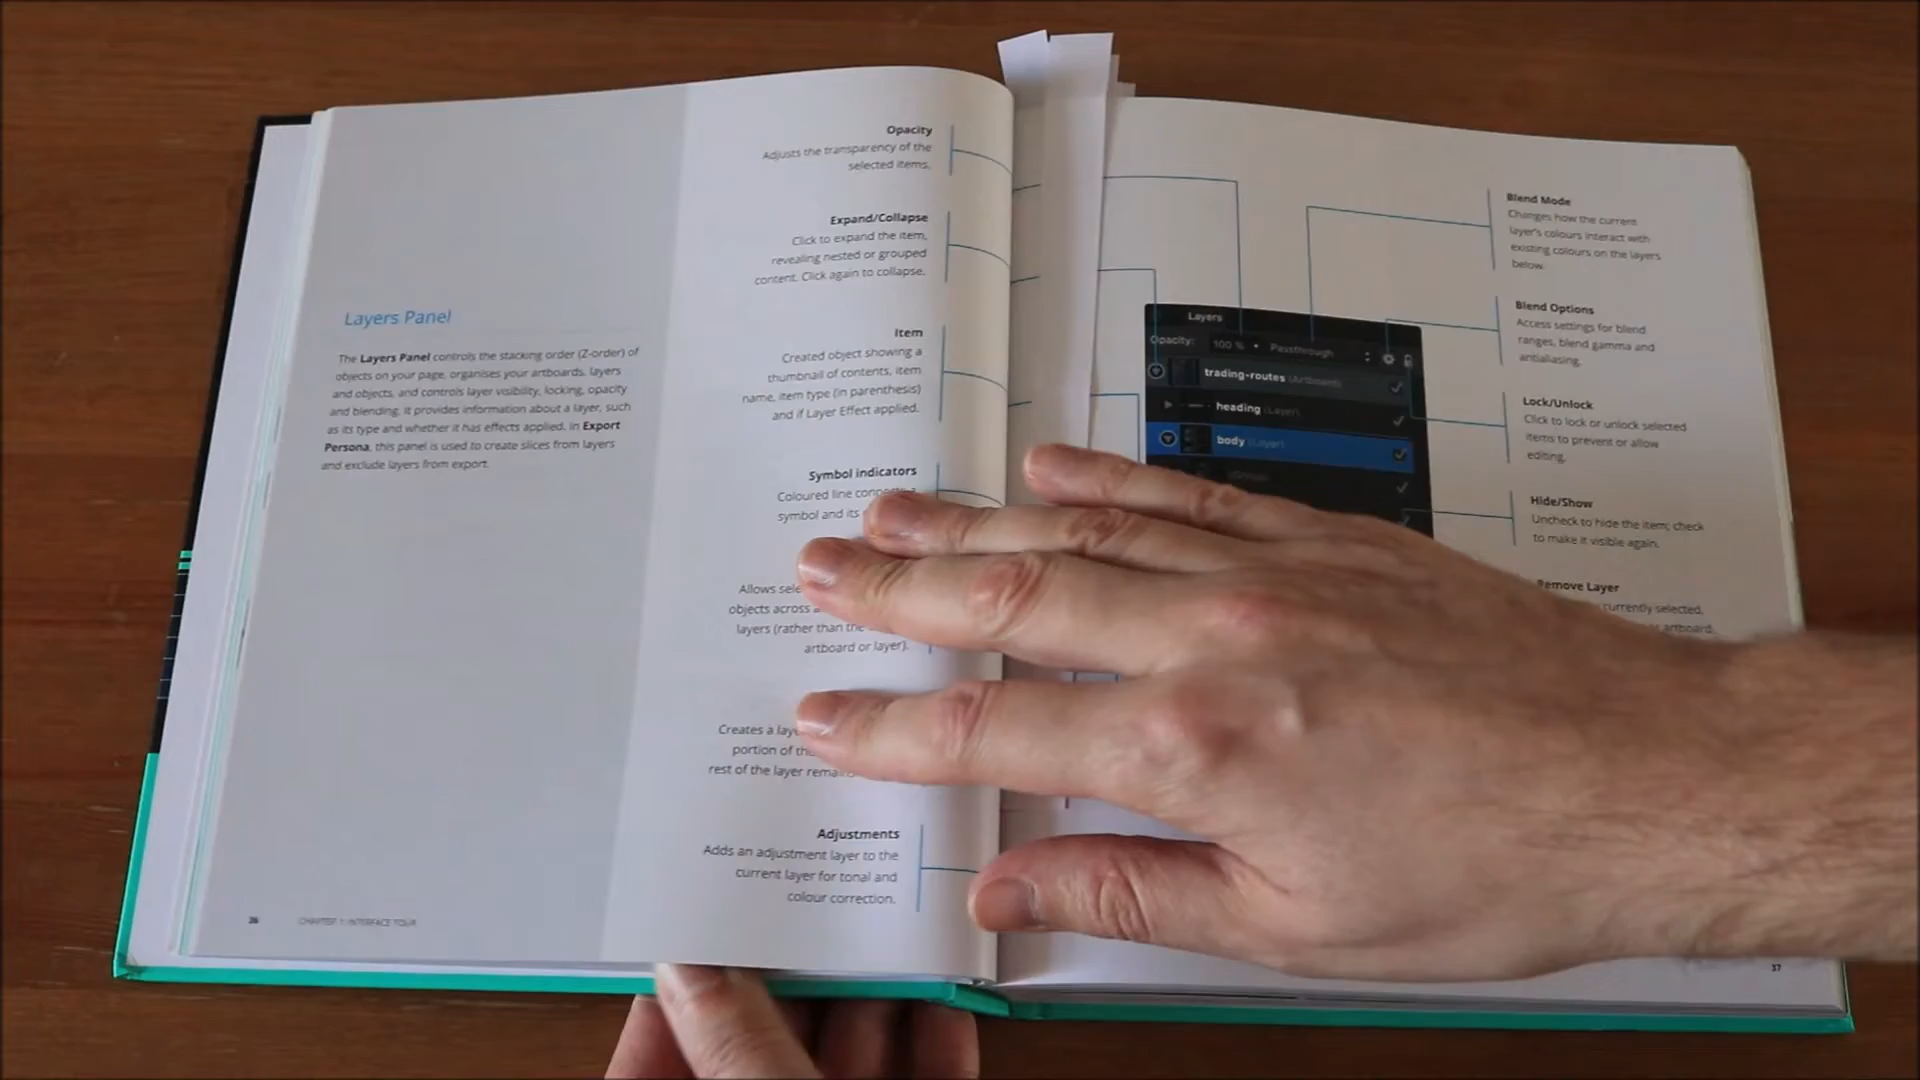 Layers Panel
The Layers Panel controls the stacking order (Z-order) of
objects on your page, organises your artboards, layers
and objects, and controls layer visibility, locking, opacity
and blending. It provides information about a layer, such
as its type and whether it has effects applied. In Export
Persona, this panel is used to create slices from layers
and exclude layers from export.
36
CHAPTER 1: INTERFACE TOUR
Opacity
Adjusts the transparency of the
selected items.
Expand/Collapse
Click to expand the item,
revealing nested or grouped
content. Click again to collapse.
Item
Created object showing a
thumbnail of contents, item
name, item type (in parenthesis)
and if Layer Effect applied.
Symbol indicators
Coloured line
symbol and its
Allows
objects across
layers (rather than the
artboard or layer).
Creates a
portion of
rest of the layer
Adjustments
Adds an adjustment layer to the
current layer for tonal and
colour correction.
Layers
Opacity: 100 % Passthrough
trading-routes (Artboard)
heading (Layer)
body (Layer)
Blend Mode
Changes how the current
layer's colours interact with
existing colours on the layers
below.
Blend Options
Access settings for blend
ranges, blend gamma and
antialiasing.
Lock/Unlock
Click to lock or unlock selected
items to prevent or allow
editing.
Hide/Show
Uncheck to hide the item; check
to make it visible again.
Remove Layer
currently selected,
or artboard.
37